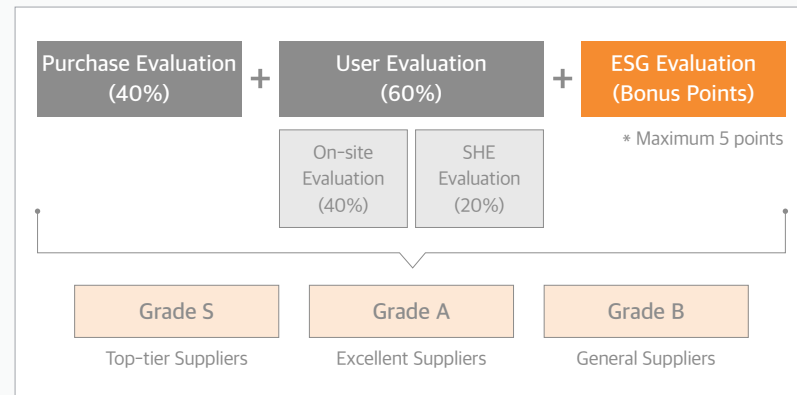 Purchase Evaluation
(40%)
+
User Evaluation
(60%)
+
ESG Evaluation
(Bonus Points)
* Maximum 5 points
On-site
Evaluation
(40%)
SHE
Evaluation
(20%)
Grade S
Grade A
Grade B
Top-tier Suppliers
Excellent Suppliers
General Suppliers